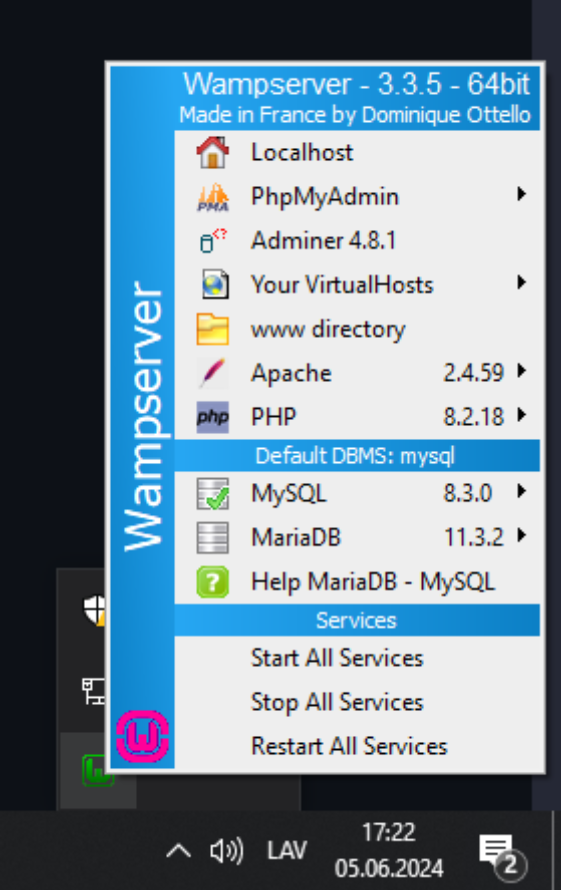 Wampserver - 3.3.5 - 64bit
Made in France by Dominique Ottello
Wampserver
Localhost
PMA PhpMyAdmin
Adminer 4.8.1
Your VirtualHosts
www directory
Apache 2.4.59
php PHP 8.2.18
Default DBMS: mysql
MySQL 8.3.0
MariaDB 11.3.2
? Help MariaDB - MySQL
Services
Start All Services
Stop All Services
Restart All Services
LAV
17:22
05.06.2024
2